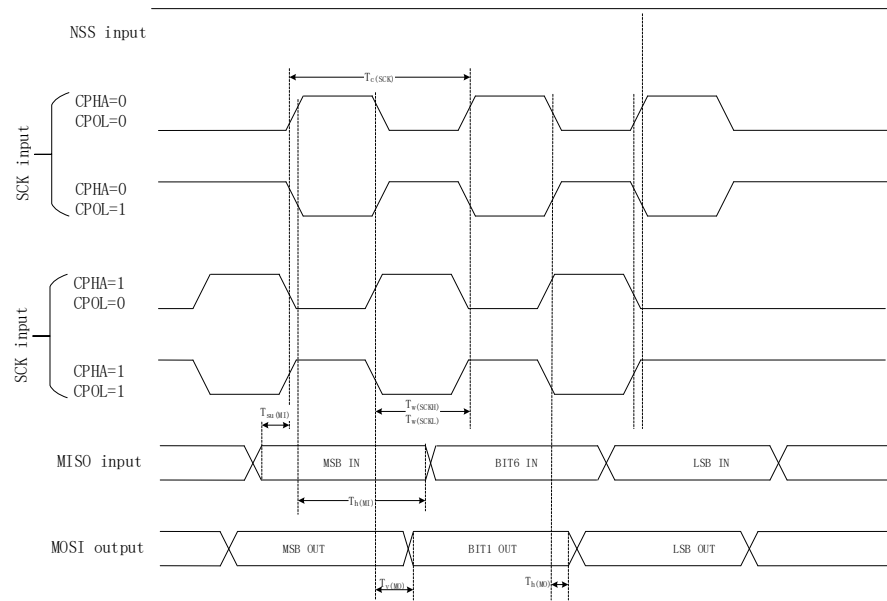 NSS input
Tc(SCK)
SCK input
CPHA=0
CPOL=0
CPHA=0
CPOL=1
SCK input
CPHA=1
CPOL=0
CPHA=1
CPOL=1
Tw(SCKH)
Tw(SCKL)
Tsu(MI)
MISO input
MSB IN
BIT6 IN
LSB IN
Th(MI)
MOSI output
MSB OUT
BIT1 OUT
LSB OUT
Tv(MO)
Th(MO)